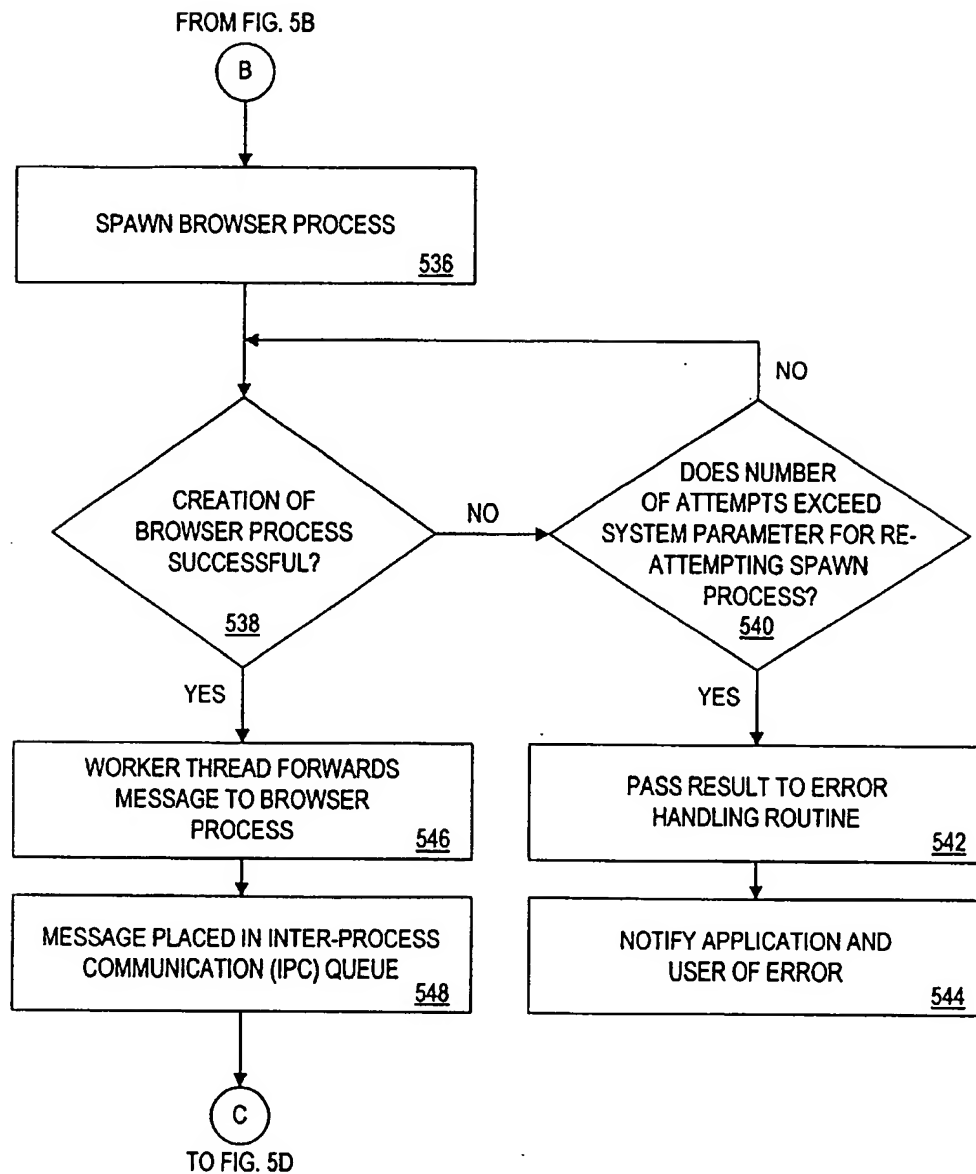 FROM FIG. 5B
B
SPAWN BROWSER PROCESS
536
NO
CREATION OF
BROWSER PROCESS
SUCCESSFUL?
538
NO
DOES NUMBER
OF ATTEMPTS EXCEED
SYSTEM PARAMETER FOR RE-
ATTEMPTING SPAWN
PROCESS?
540
YES
YES
WORKER THREAD FORWARDS
MESSAGE TO BROWSER
PROCESS
546
PASS RESULT TO ERROR
HANDLING ROUTINE
542
MESSAGE PLACED IN INTER-PROCESS
COMMUNICATION (IPC) QUEUE
548
NOTIFY APPLICATION AND
USER OF ERROR
544
C
TO FIG. 5D